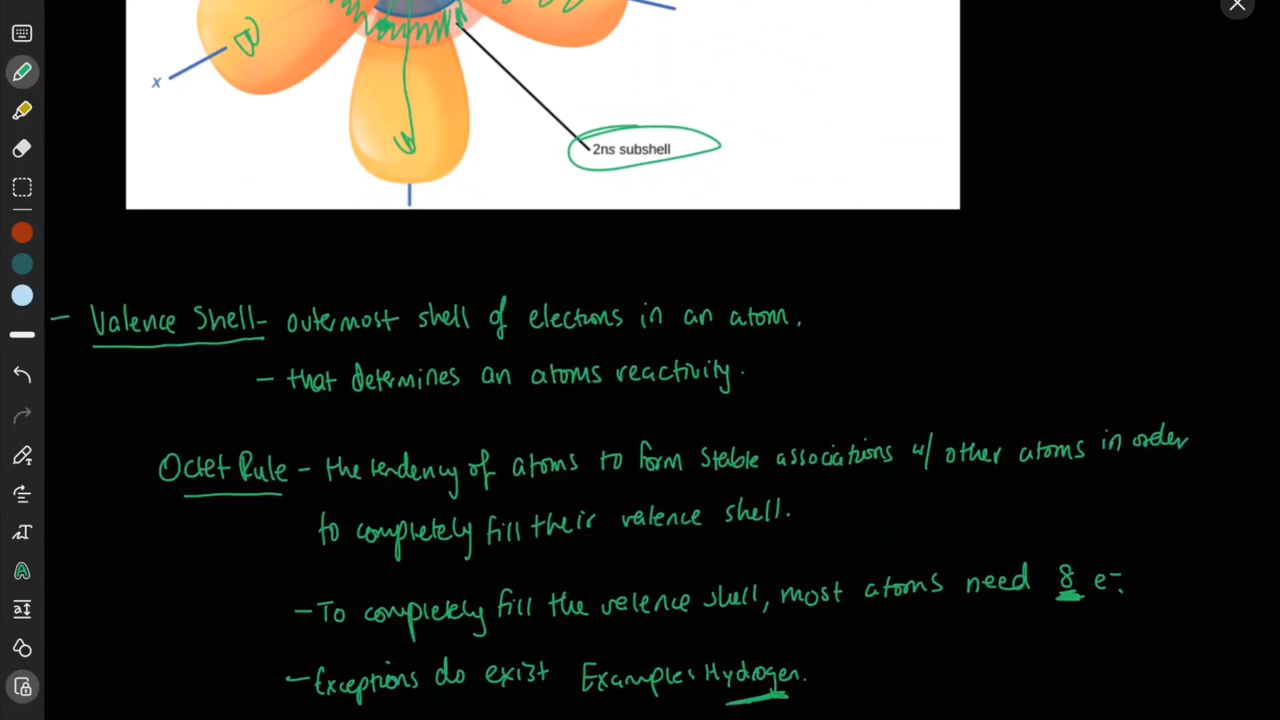 x
2ns subshell
- Valence Shell- outermost shell of electrons in an atom.
- that determines an atoms reactivity.
Octet Rule - the tendency of atoms to form stable associations w/ other atoms in order
to completely fill their valence shell.
- To completely fill the velence shell, most atoms need 8 e-.
- Exceptions do exist Example: Hydrogen.